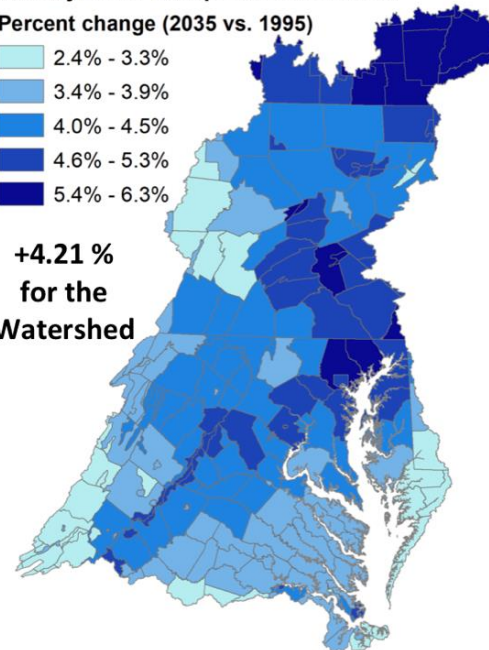 Percent change (2035 vs. 1995)
2.4% - 3.3%
3.4% - 3.9%
4.0% - 4.5%
4.6% - 5.3%
5.4% - 6.3%
+4.21 %
for the
Watershed